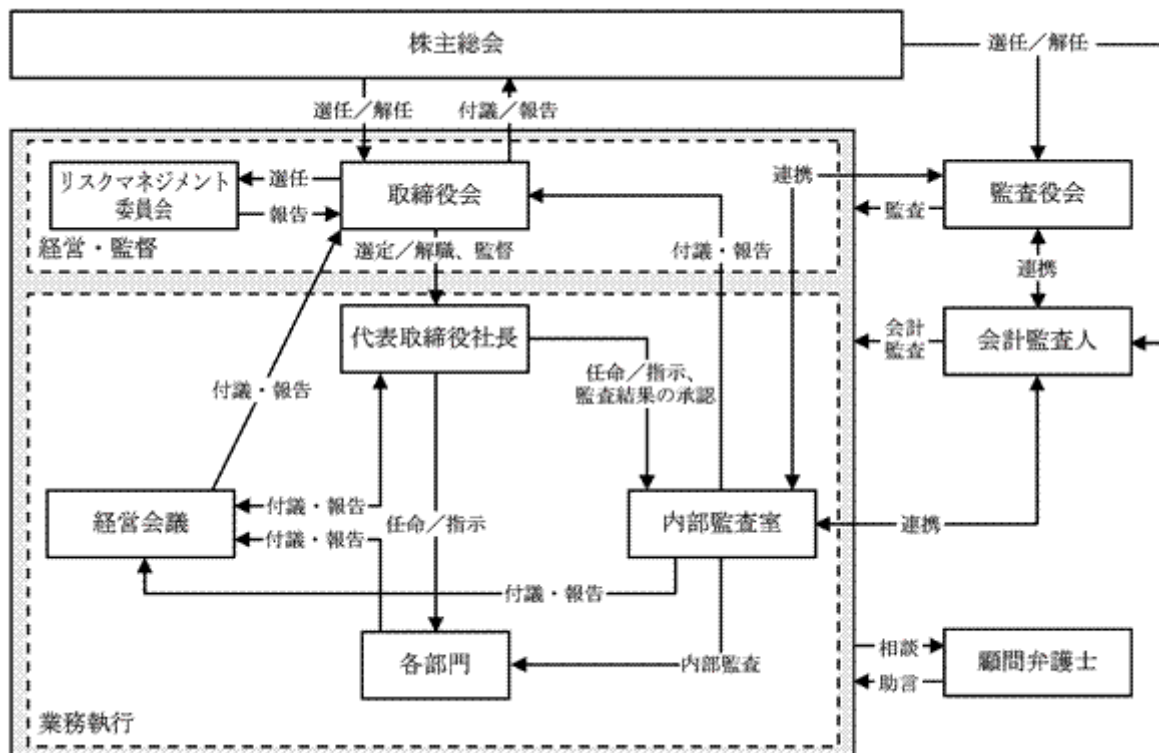 株主総会
選任／解任
選任／解任
付議／報告
リスクマネジメント
委員会
選任
報告
取締役会
連携
監査役会
監査
経営・監督
選定／解職、監督
付議・報告
連携
代表取締役社長
会計
監査
会計監査人
任命／指示、
監査結果の承認
付議・報告
経営会議
付議・報告
付議・報告
任命／指示
内部監査室
連携
付議・報告
各部門
内部監査
相談
助言
顧問弁護士
業務執行